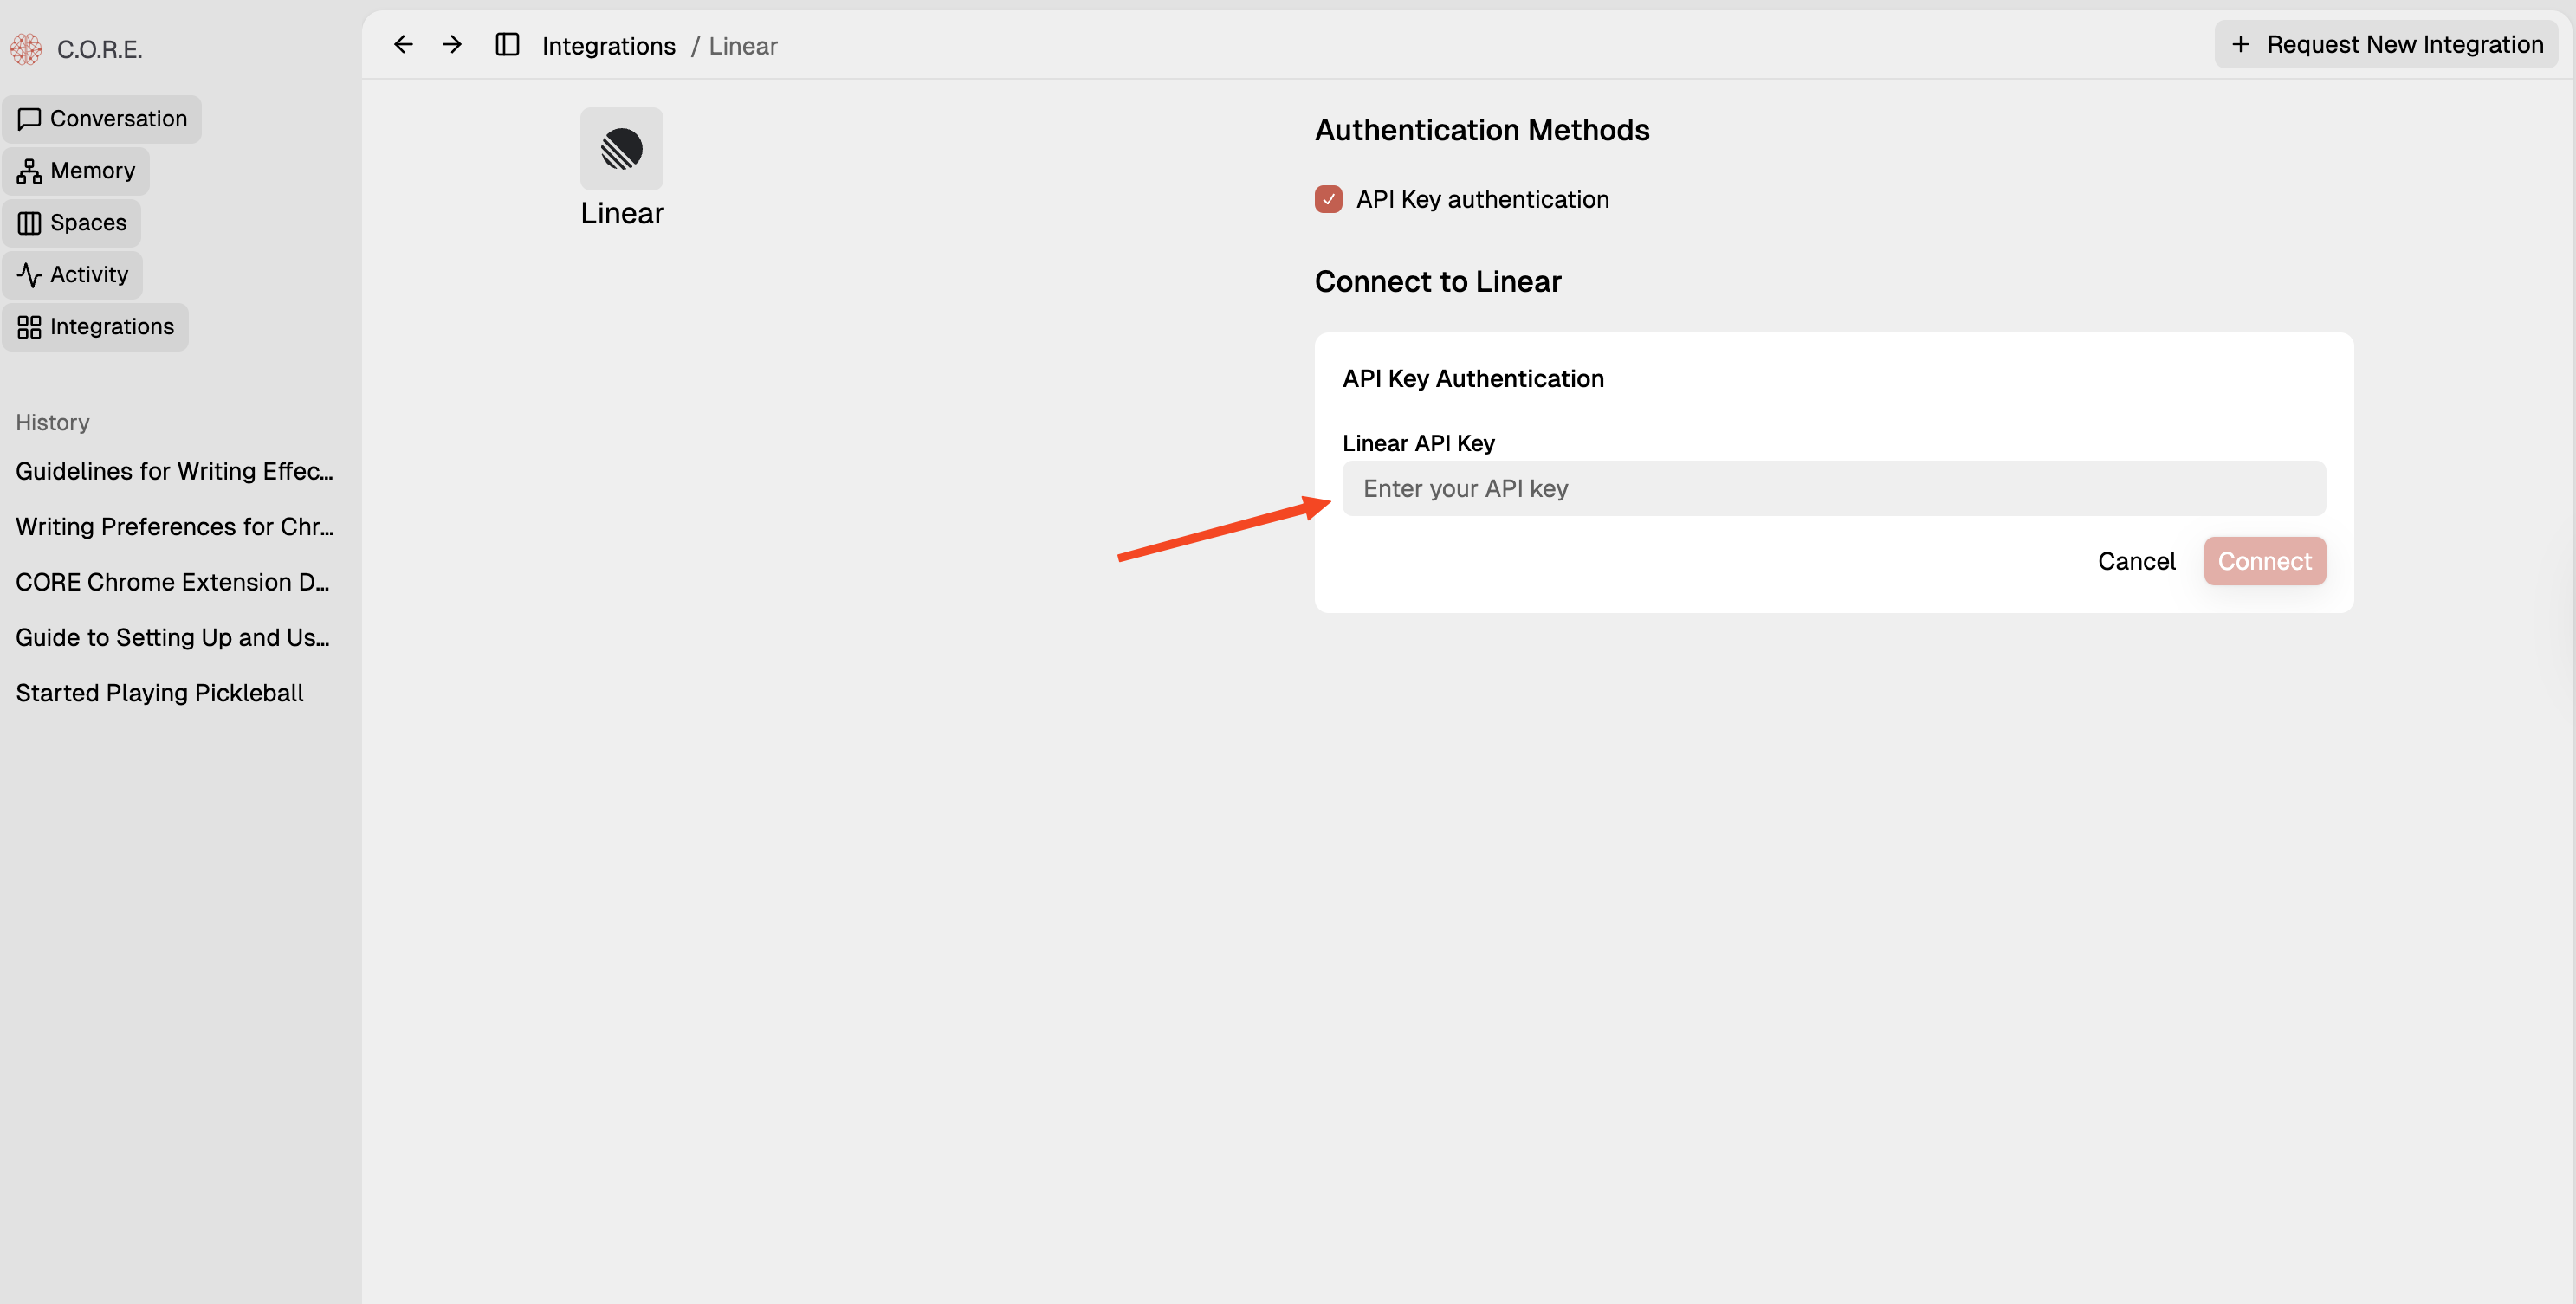 C.O.R.E.
Conversation
Memory
Spaces
Activity
Integrations
History
Guidelines for Writing Effec...
Writing Preferences for Chr...
CORE Chrome Extension D...
Guide to Setting Up and Us...
Started Playing Pickleball
Integrations / Linear
+ Request New Integration
Linear
Authentication Methods
API Key authentication
Connect to Linear
API Key Authentication
Linear API Key
Enter your API key
Cancel Connect